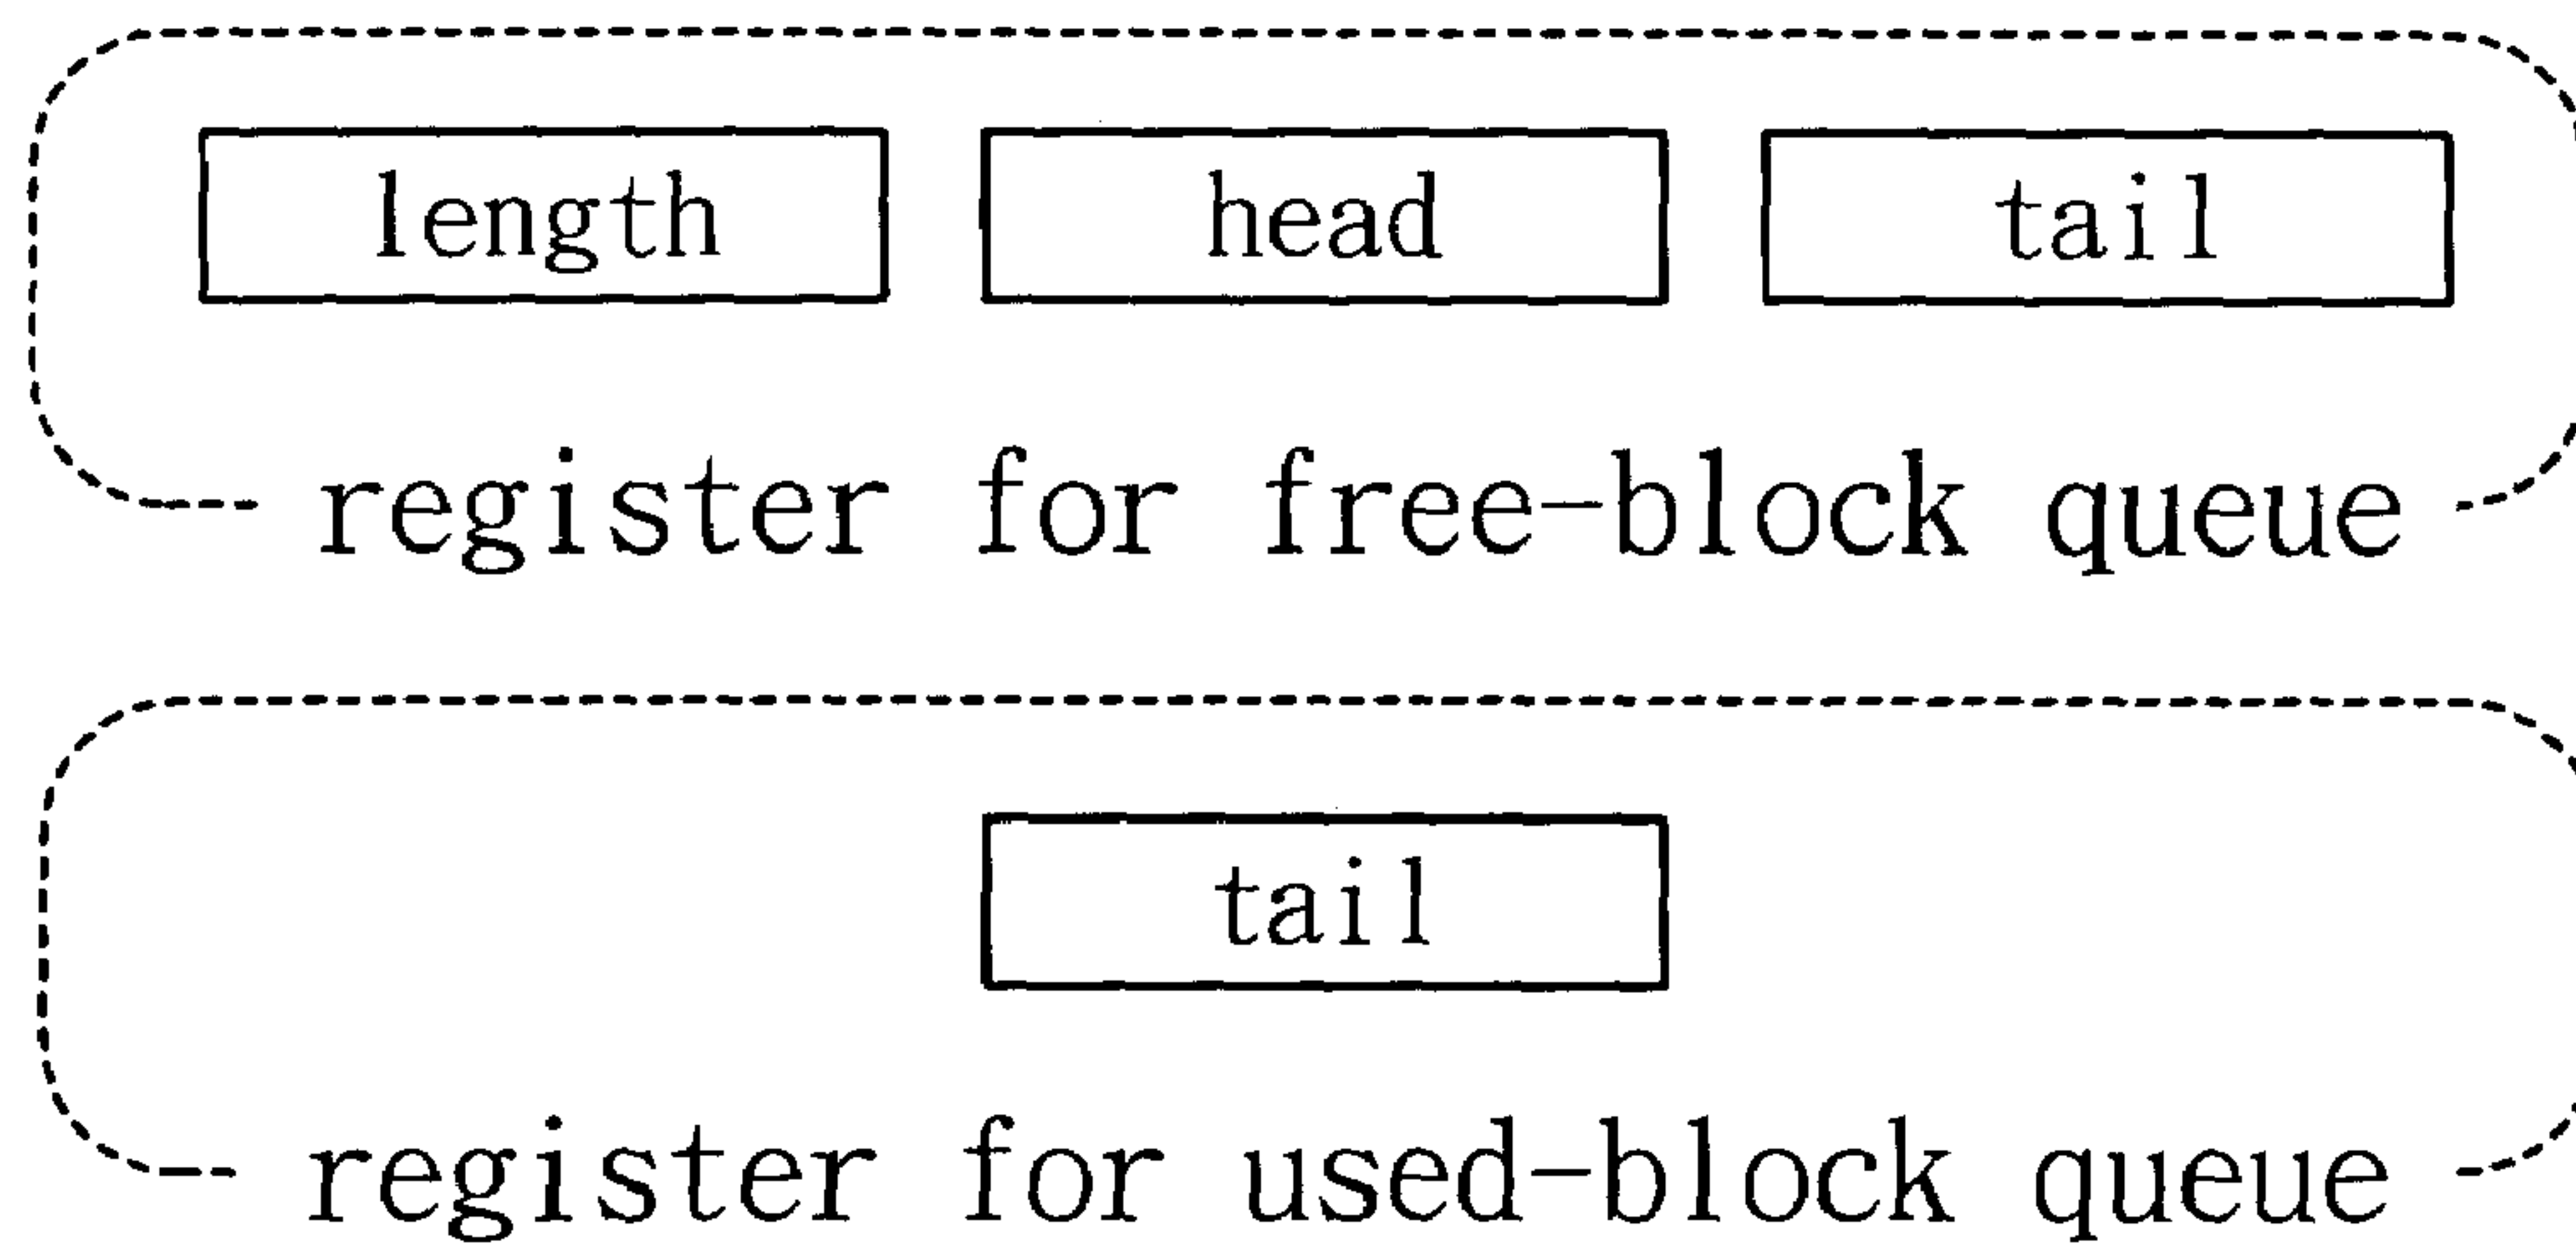 length head tail
register for free-block queue
tail
register for used-block queue